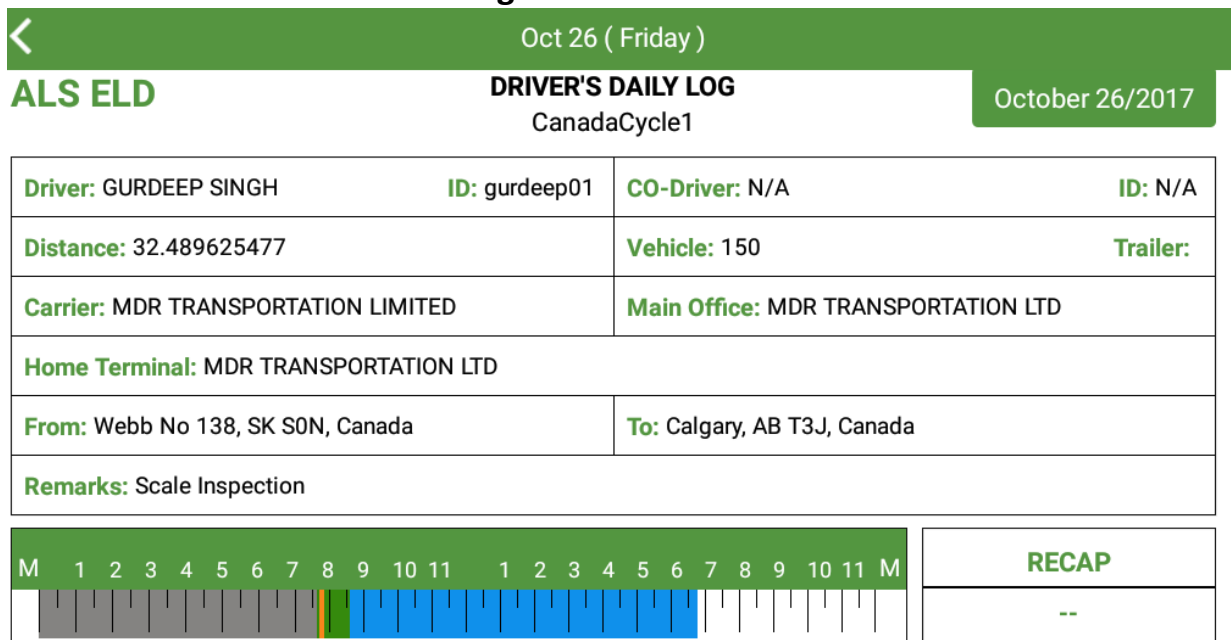 Oct 26 ( Friday )
ALS ELD
DRIVER'S DAILY LOG
CanadaCycle1
October 26/2017
Driver: GURDEEP SINGH ID: gurdeep01 CO-Driver: N/A ID: N/A
Distance: 32.489625477 Vehicle: 150 Trailer:
Carrier: MDR TRANSPORTATION LIMITED Main Office: MDR TRANSPORTATION LTD
Home Terminal: MDR TRANSPORTATION LTD
From: Webb No 138, SK S0N, Canada To: Calgary, AB T3J, Canada
Remarks: Scale Inspection
M 1 2 3 4 5 6 7 8 9 10 11 1 2 3 4 5 6 7 8 9 10 11 M
RECAP
--